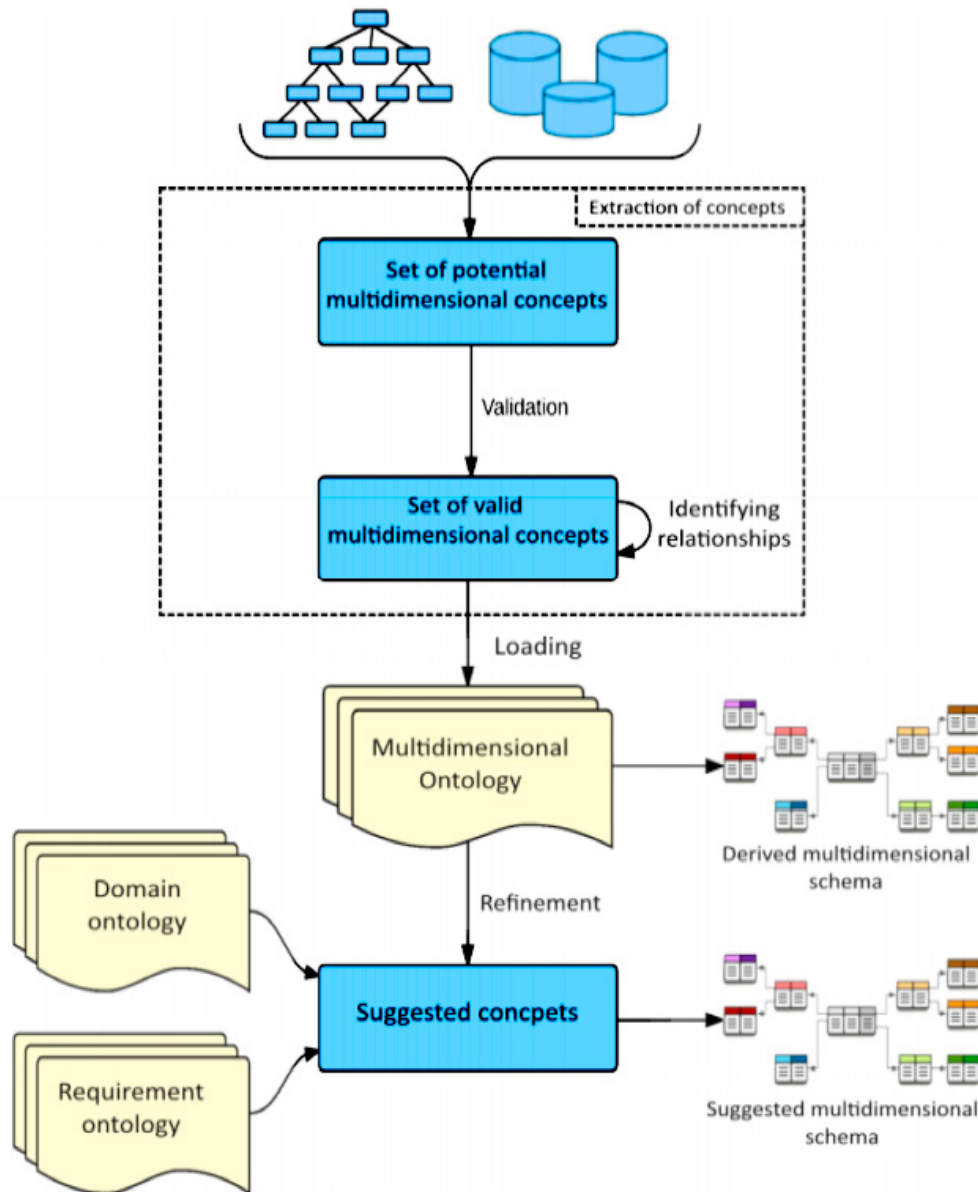 Extraction of concepts
Set of potential
multidimensional concepts
Validation
Set of valid
multidimensional concepts
Identifying
relationships
Loading
Multidimensional
Ontology
Derived multidimensional
schema
Domain
ontology
Refinement
Suggested concpets
Requirement
ontology
Suggested multidimensional
schema